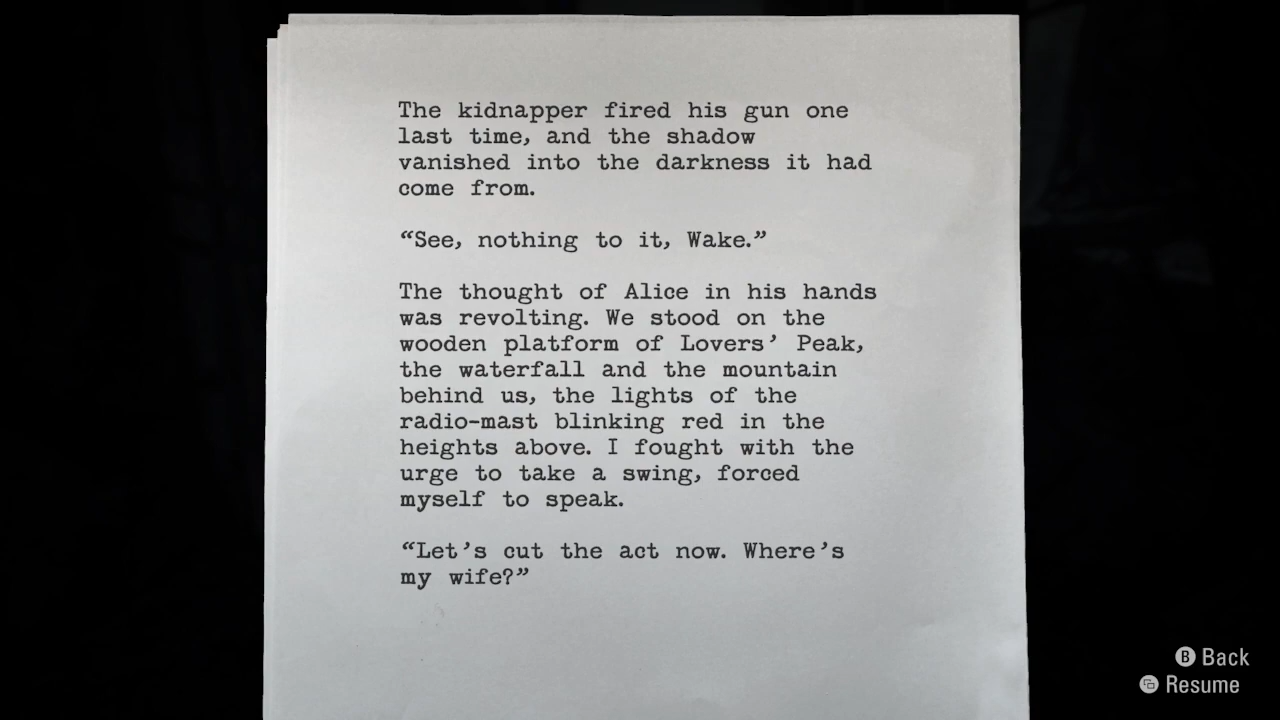 The kidnapper fired his gun one
last time, and the shadow
vanished into the darkness it had
come from.
“See, nothing to it, Wake.”
The thought of Alice in his hands
was revolting. We stood on the
wooden platform of Lovers’ Peak,
the waterfall and the mountain
behind us, the lights of the
radio-mast blinking red in the
heights above. I fought with the
urge to take a swing, forced
myself to speak.
“Let’s cut the act now. Where’s
my wife?”
B Back
Resume